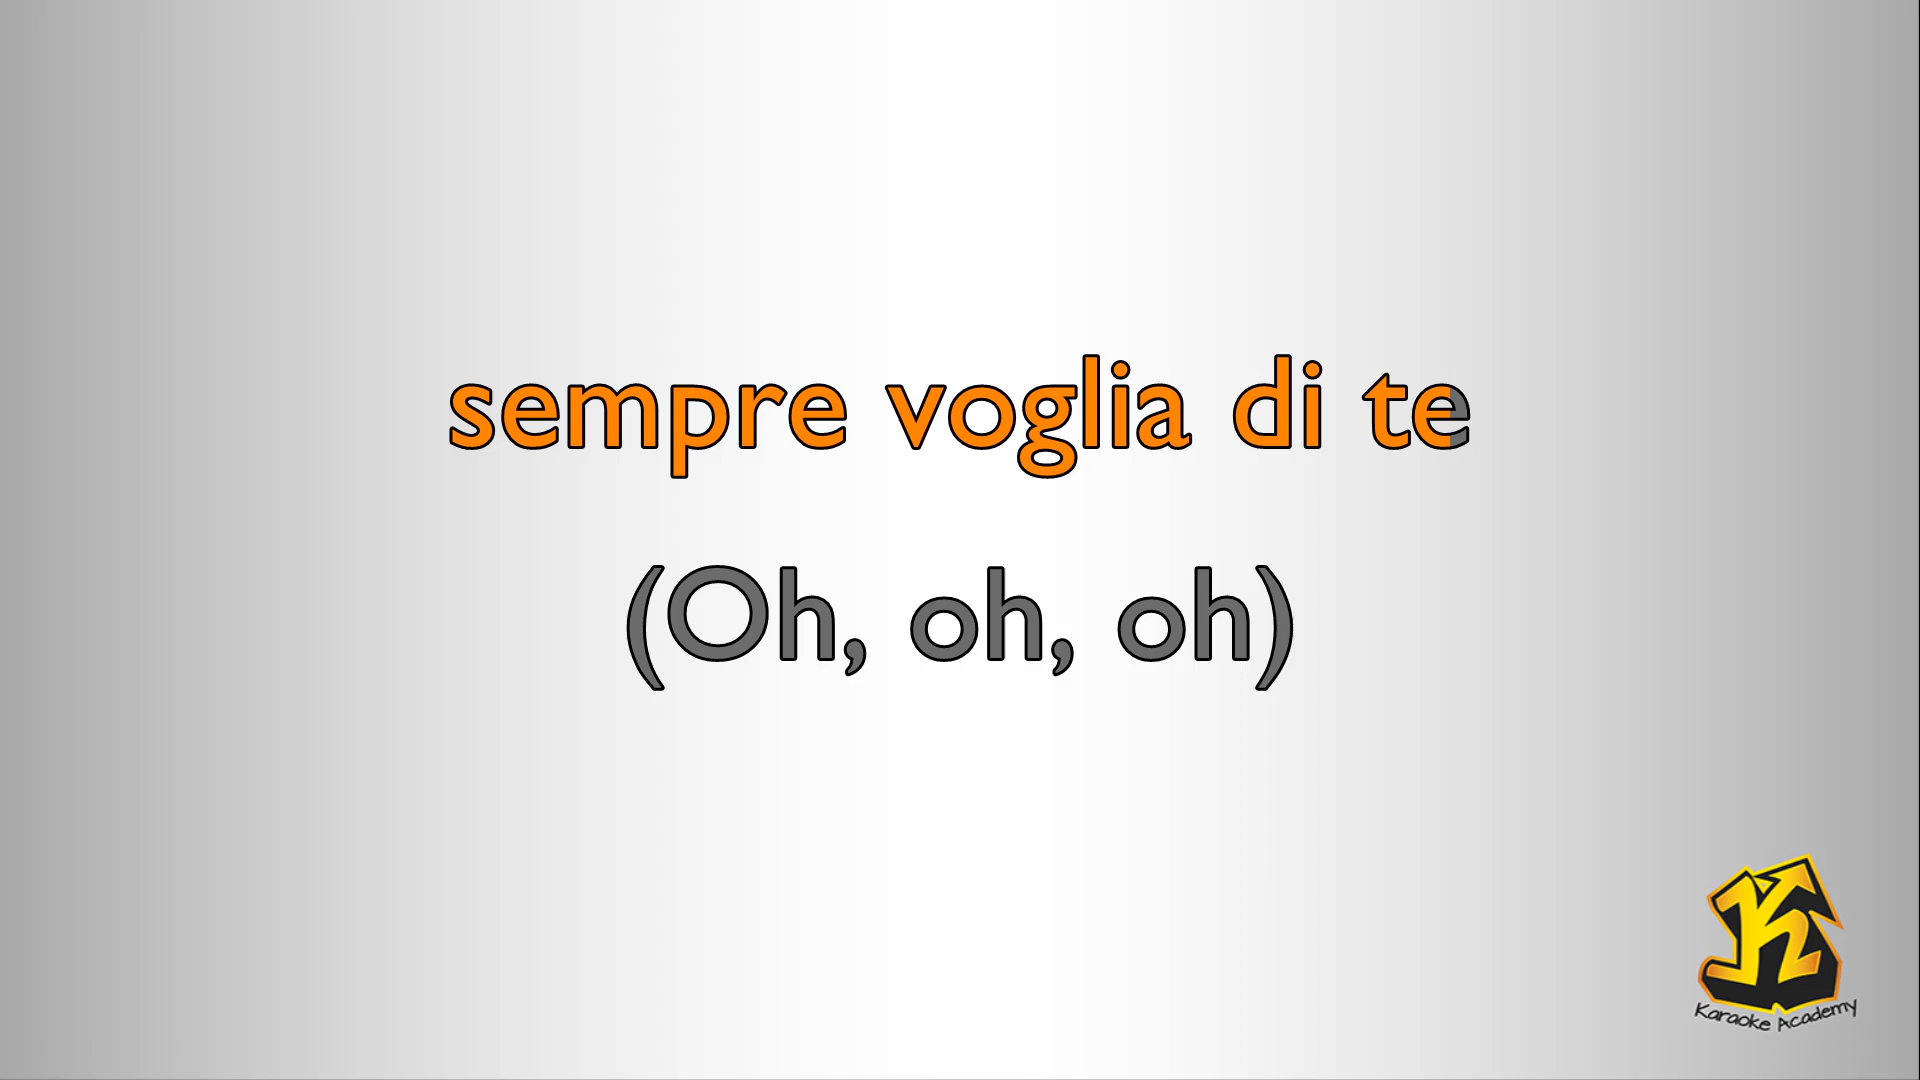 sempre voglia di te
(Oh, oh, oh)
K
Karaoke Academy